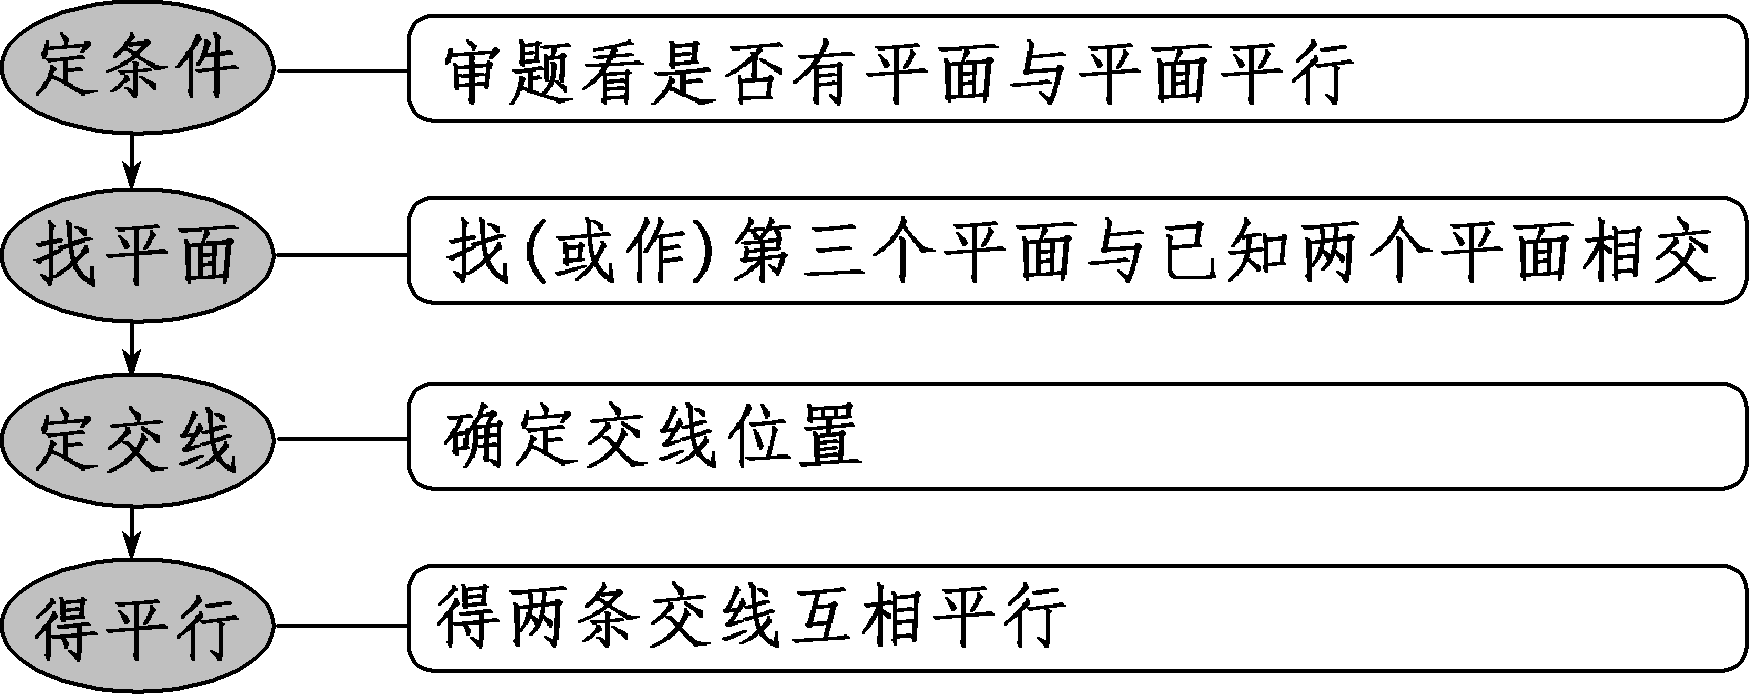 定条件
审题看是否有平面与平面平行
找平面
找(或作)第三个平面与已知两个平面相交
定交线
确定交线位置
得平行
得两条交线互相平行